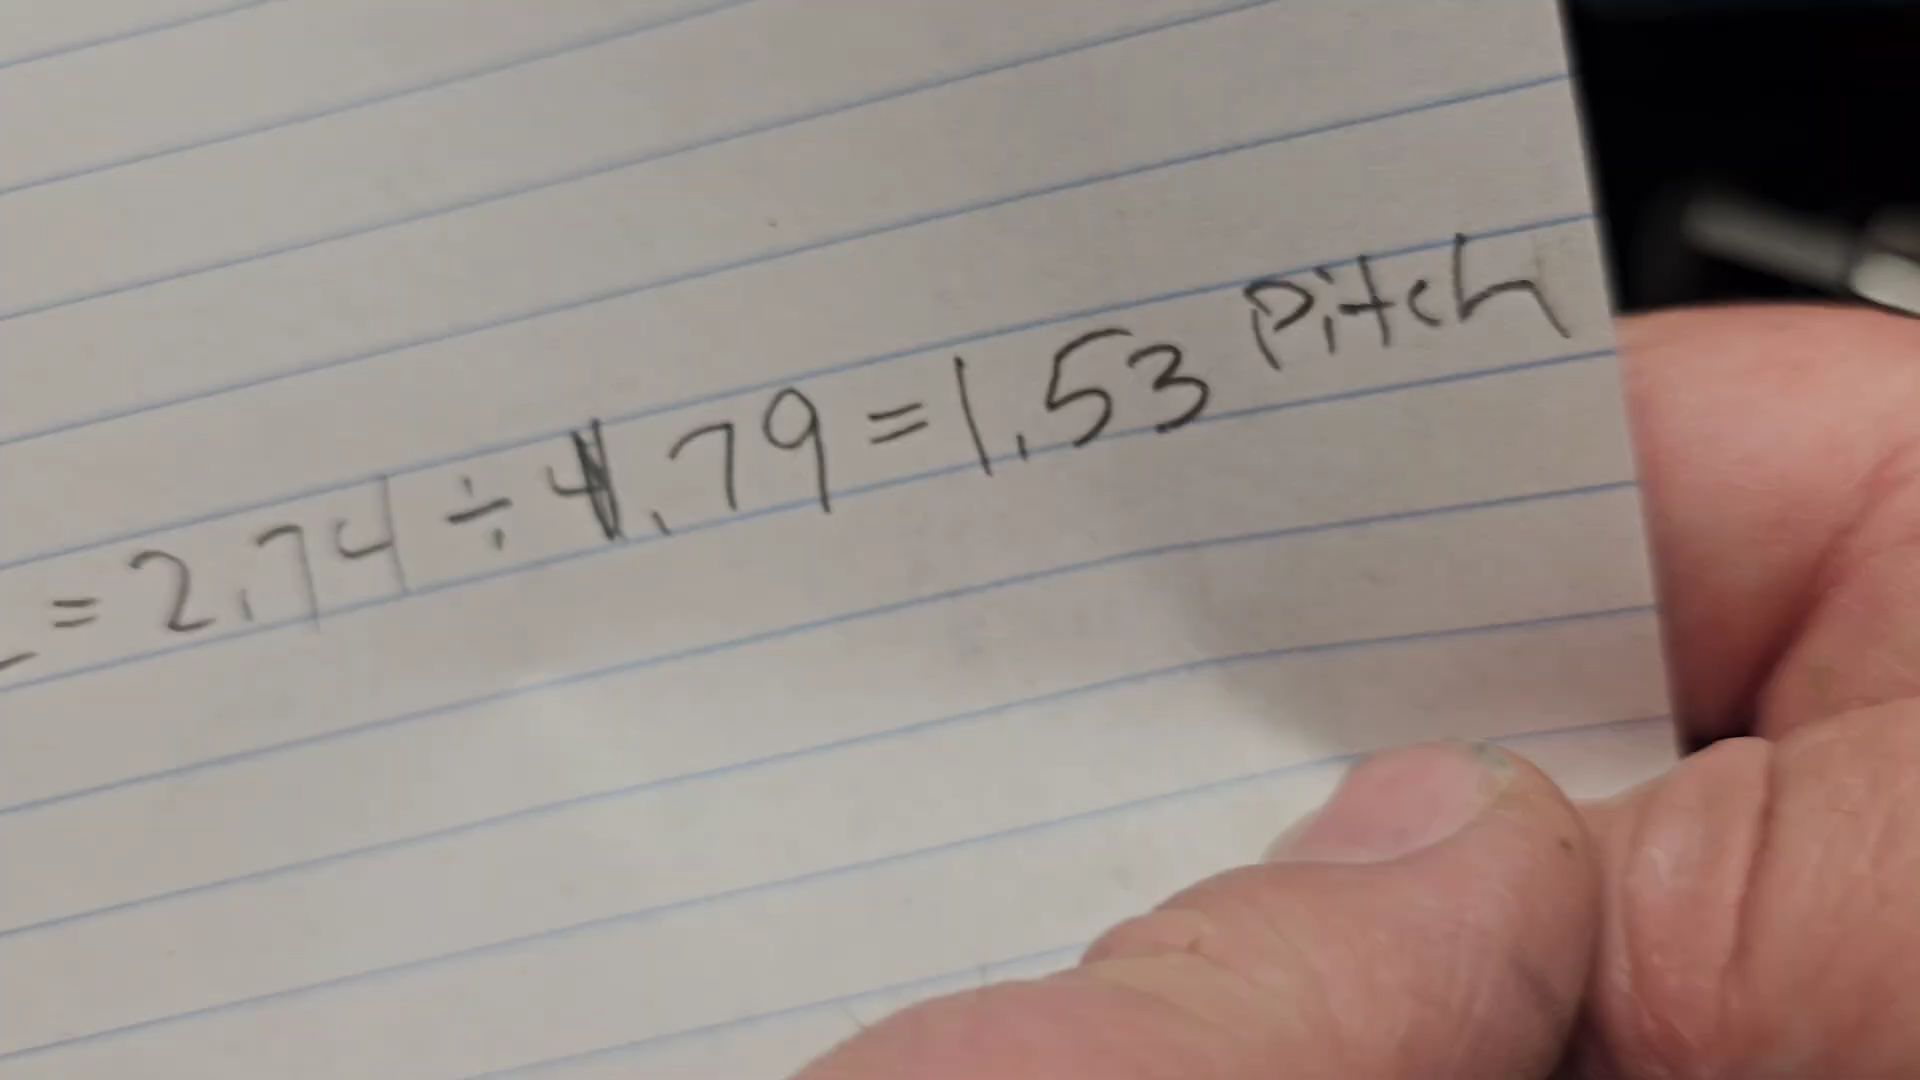 = 2.74 ÷ 1.79 = 1.53 Pitch